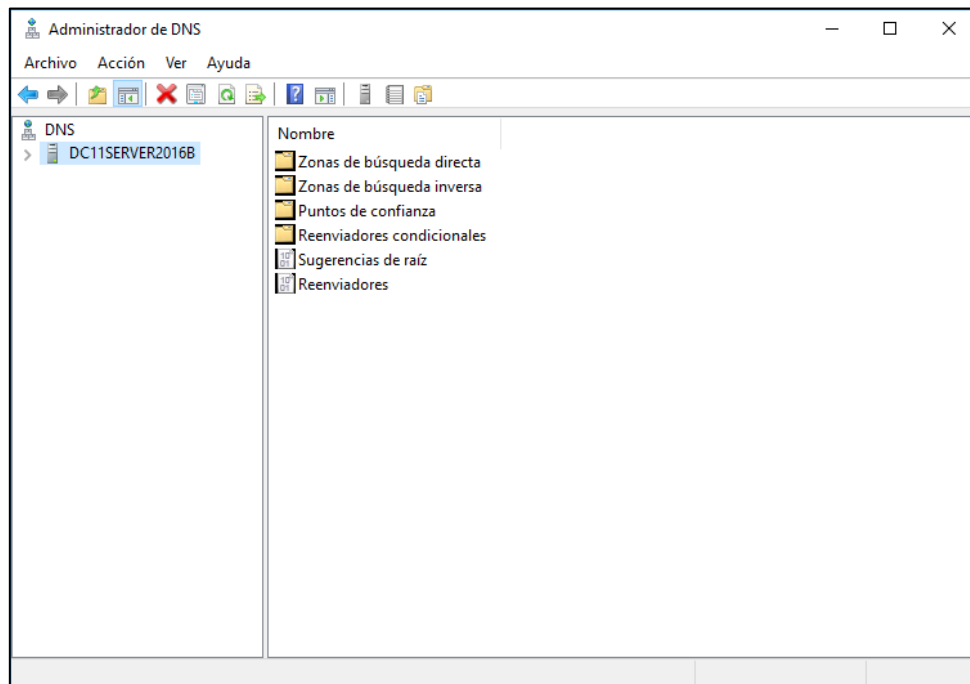 Administrador de DNS
Archivo Acción Ver Ayuda
DNS
DC11SERVER2016B
Nombre
Zonas de búsqueda directa
Zonas de búsqueda inversa
Puntos de confianza
Reenviadores condicionales
Sugerencias de raíz
Reenviadores